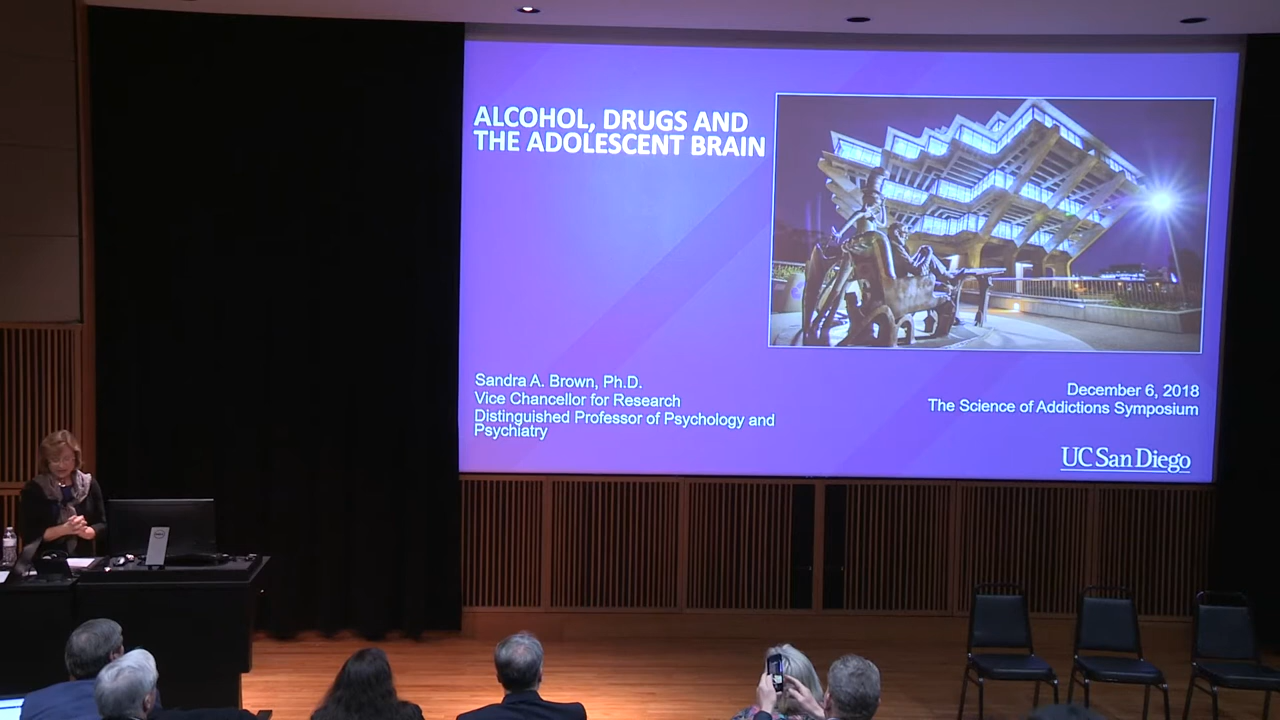 ALCOHOL, DRUGS AND
THE ADOLESCENT BRAIN
Sandra A. Brown, Ph.D.
Vice Chancellor for Research
Distinguished Professor of Psychology and
Psychiatry
December 6, 2018
The Science of Addictions Symposium
UC San Diego